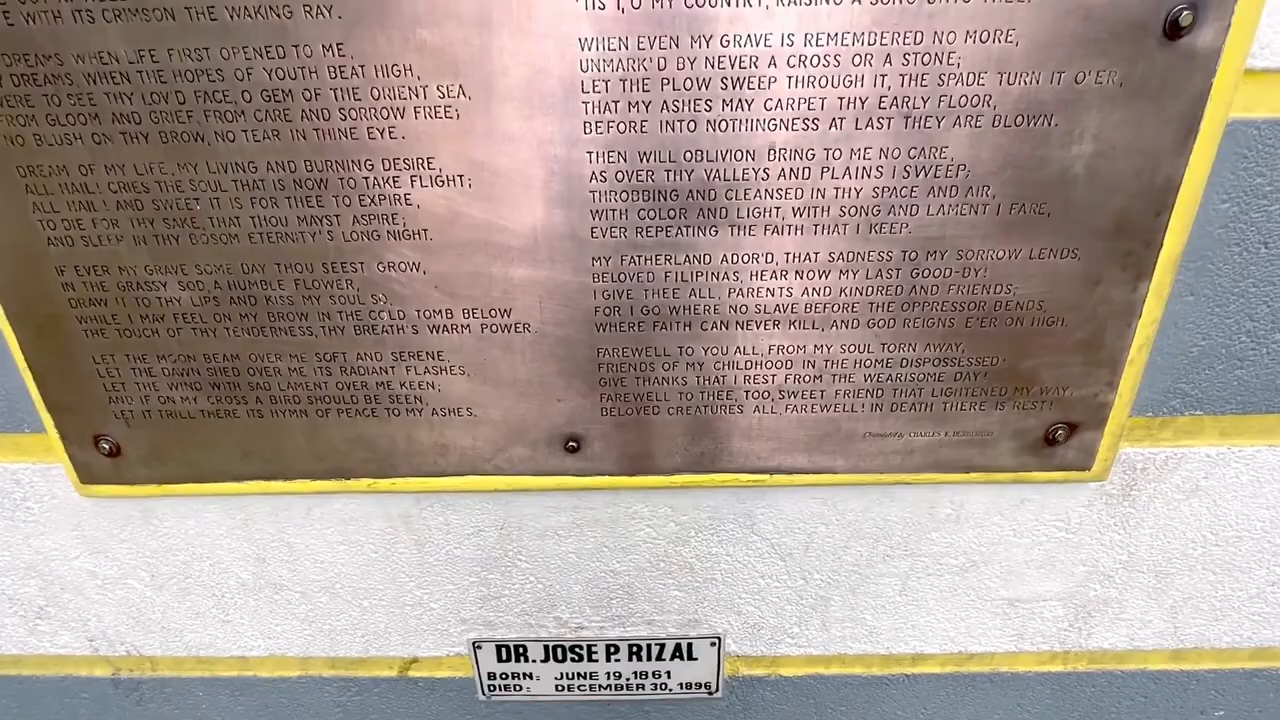 E WITH ITS CRIMSON THE WAKING RAY.
DREAMS WHEN LIFE FIRST OPENED TO ME,
DREAMS, WHEN THE HOPES OF YOUTH BEAT HIGH,
WERE TO SEE THY LOV'D FACE, O GEM OF THE ORIENT SEA,
FROM GLOOM AND GRIEF, FROM CARE AND SORROW FREE;
NO BLUSH ON THY BROW, NO TEAR IN THINE EYE.
DREAM OF MY LIFE, MY LIVING AND BURNING DESIRE,
ALL HAIL! CRIES THE SOUL THAT IS NOW TO TAKE FLIGHT;
ALL HAIL! AND SWEET IT IS FOR THEE TO EXPIRE,
TO DIE FOR THY SAKE, THAT THOU MAYST ASPIRE;
AND SLEEP IN THY BOSOM ETERNITY'S LONG NIGHT.
IF EVER MY GRAVE SOME DAY THOU SEEST GROW,
IN THE GRASSY SOD, A HUMBLE FLOWER,
DRAW IT TO THY LIPS AND KISS MY SOUL SO,
WHILE I MAY FEEL ON MY BROW IN THE COLD TOMB BELOW
THE TOUCH OF THY TENDERNESS, THY BREATH'S WARM POWER.
LET THE MOON BEAM OVER ME SOFT AND SERENE,
LET THE DAWN SHED OVER ME ITS RADIANT FLASHES,
LET THE WIND WITH SAD LAMENT OVER ME KEEN;
AND IF ON MY CROSS A BIRD SHOULD BE SEEN,
LET IT TRILL THERE ITS HYMN OF PEACE TO MY ASHES.
'TIS I, O MY COUNTRY, RAISING A SONG UNTO THEE.
WHEN EVEN MY GRAVE IS REMEMBERED NO MORE,
UNMARK'D BY NEVER A CROSS OR A STONE;
LET THE PLOW SWEEP THROUGH IT, THE SPADE TURN IT O'ER,
THAT MY ASHES MAY CARPET THY EARLY FLOOR,
BEFORE INTO NOTHINGNESS AT LAST THEY ARE BLOWN.
THEN WILL OBLIVION BRING TO ME NO CARE,
AS OVER THY VALLEYS AND PLAINS I SWEEP;
THROBBING AND CLEANSED IN THY SPACE AND AIR,
WITH COLOR AND LIGHT, WITH SONG AND LAMENT I FARE,
EVER REPEATING THE FAITH THAT I KEEP.
MY FATHERLAND ADOR'D, THAT SADNESS TO MY SORROW LENDS,
BELOVED FILIPINAS, HEAR NOW MY LAST GOOD-BY!
I GIVE THEE ALL, PARENTS AND KINDRED AND FRIENDS;
FOR I GO WHERE NO SLAVE BEFORE THE OPPRESSOR BENDS,
WHERE FAITH CAN NEVER KILL, AND GOD REIGNS E'ER ON HIGH.
FAREWELL TO YOU ALL, FROM MY SOUL TORN AWAY,
FRIENDS OF MY CHILDHOOD IN THE HOME DISPOSSESSED!
GIVE THANKS THAT I REST FROM THE WEARISOME DAY!
FAREWELL TO THEE, TOO, SWEET FRIEND THAT LIGHTENED MY WAY,
BELOVED CREATURES ALL, FAREWELL! IN DEATH THERE IS REST!
Translated by CHARLES E. DERBYSHIRE
DR. JOSE P. RIZAL
BORN: JUNE 19, 1861
DIED: DECEMBER 30, 1896